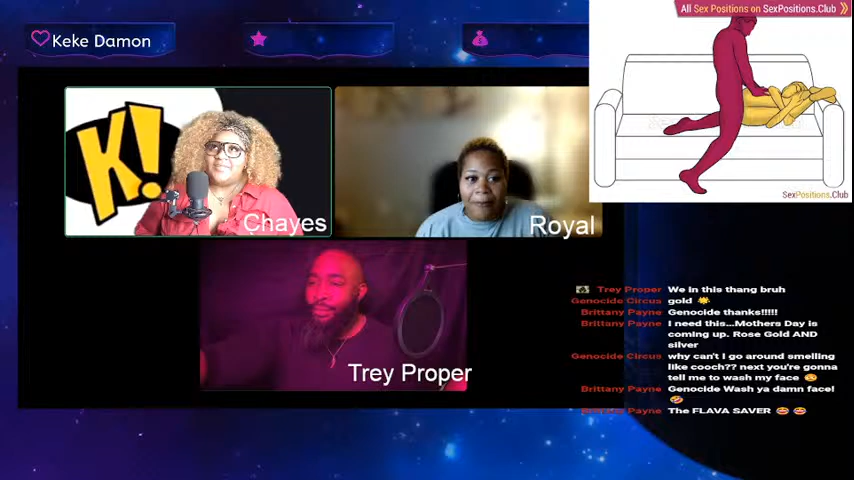 All Sex Positions on SexPositions.Club
Keke Damon
K!
Chayes
Royal
SexPositions.Club
Trey Proper
Trey Proper We in this thang bruh
Genocide Circus gold
Brittany Payne Genocide thanks!!!!!
Brittany Payne I need this...Mothers Day is
coming up. Rose Gold AND
silver
Genocide Circus why can't I go around smelling
like cooch?? next you're gonna
tell me to wash my face
Brittany Payne Genocide Wash ya damn face!
Brittany Payne The FLAVA SAVER